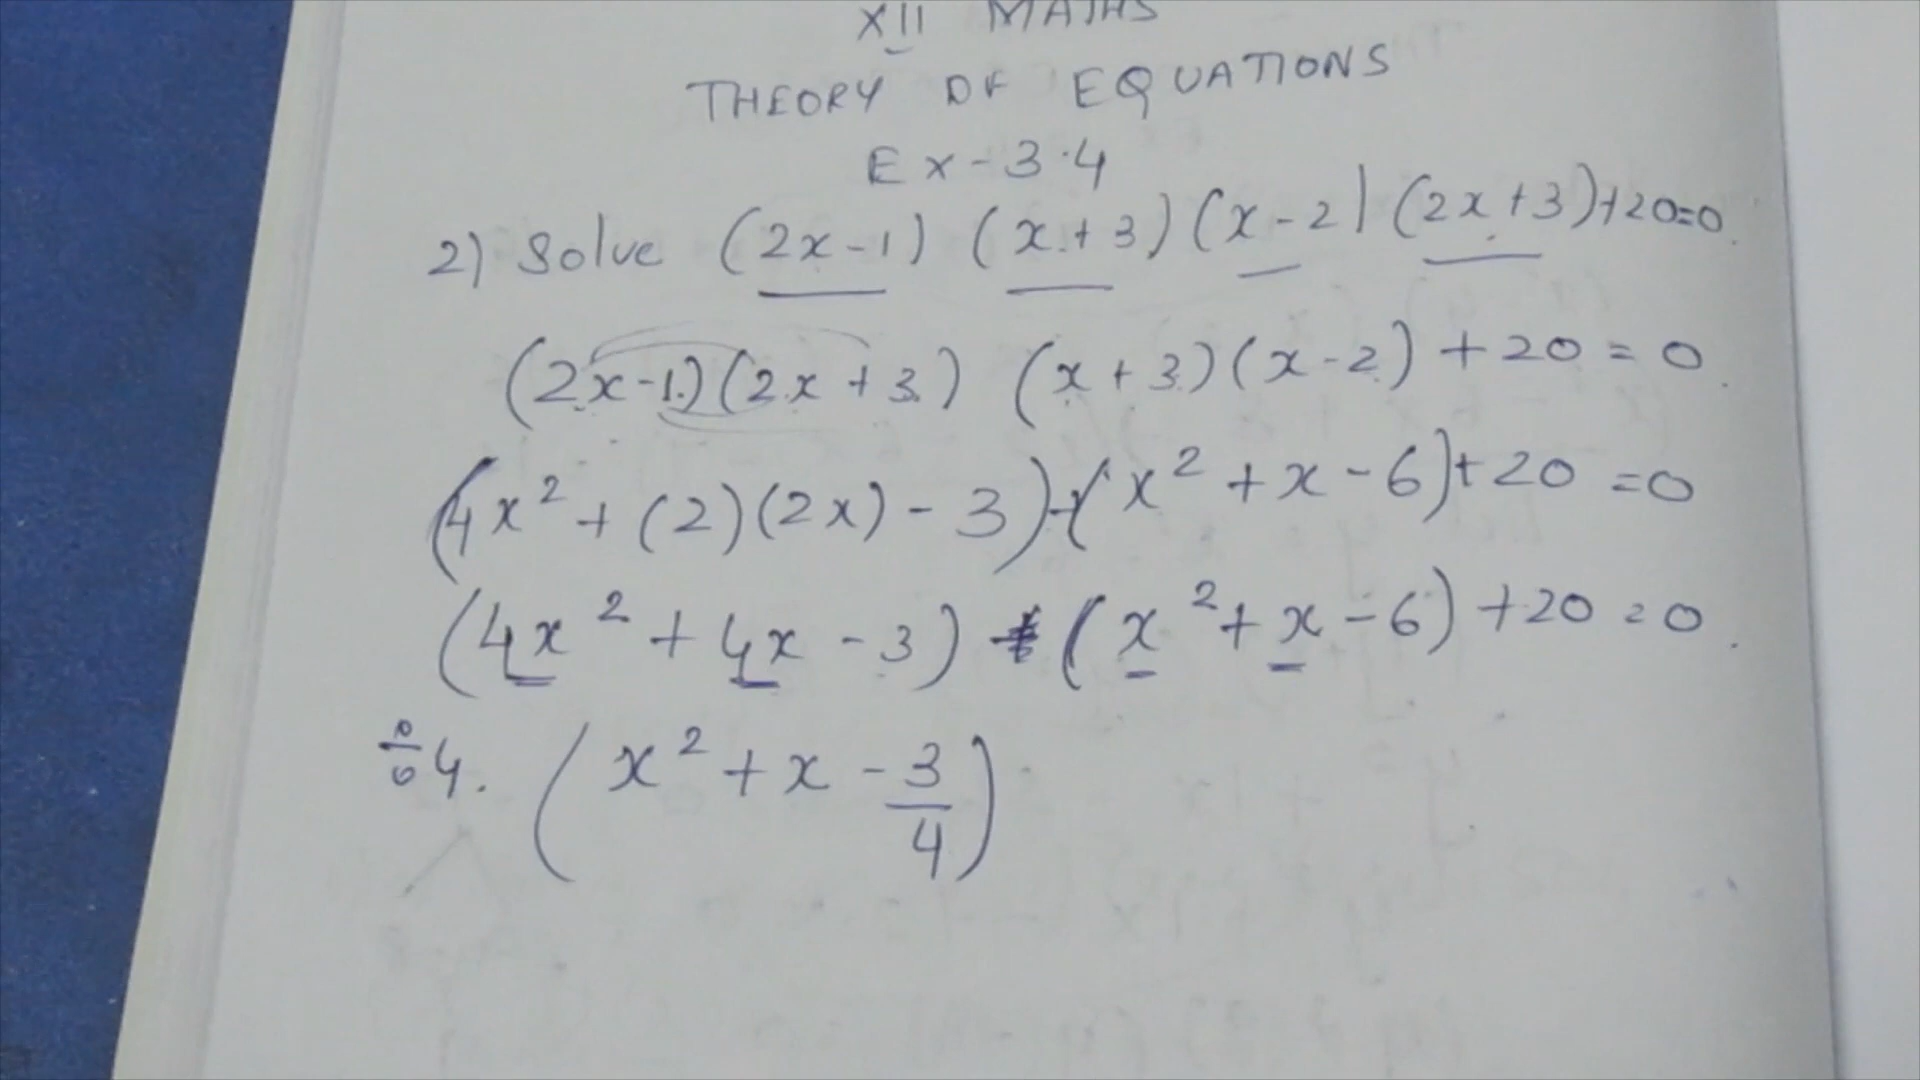 XII MATHS
THEORY OF EQUATIONS
Ex-3.4
2) Solve (2x-1) (x+3) (x-2) (2x+3)+20=0.
(2x-1)(2x+3) (x+3)(x-2)+20=0.
(4x²+(2)(2x)-3) (x²+x-6)+20=0
(4x²+4x-3) (x²+x-6)+20=0.
÷ 4. (x²+x-3/4)